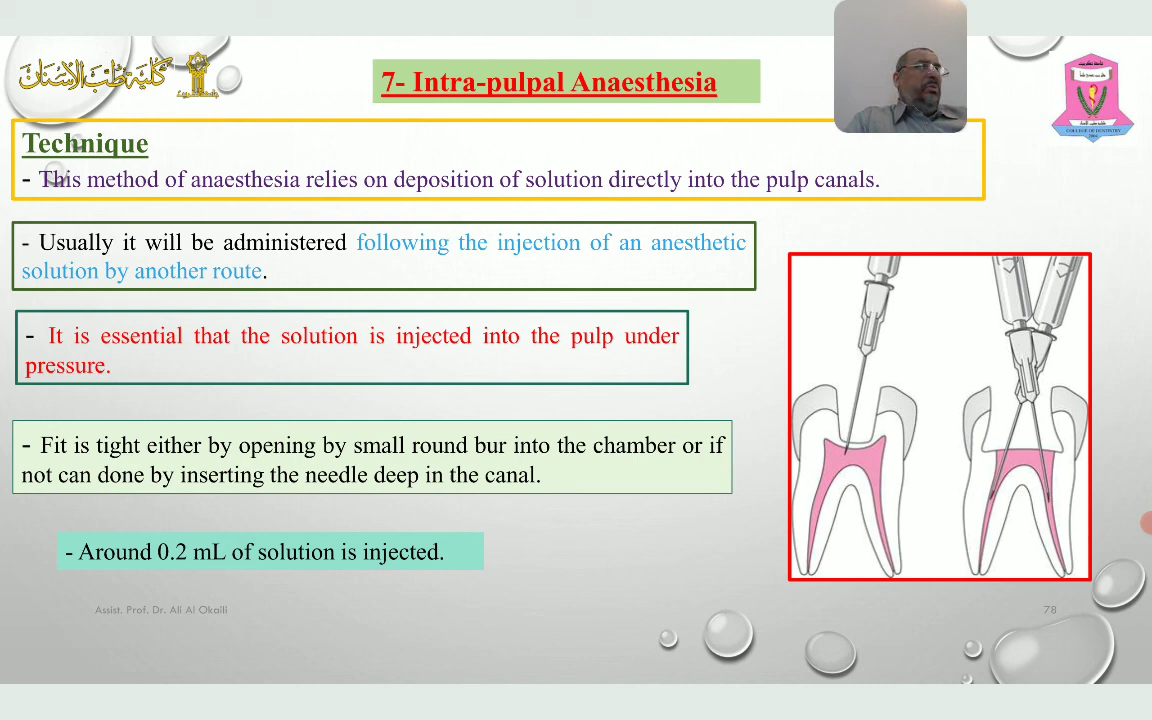 كلية طب الأسنان
7- Intra-pulpal Anaesthesia
Technique
- This method of anaesthesia relies on deposition of solution directly into the pulp canals.
- Usually it will be administered following the injection of an anesthetic
solution by another route.
- It is essential that the solution is injected into the pulp under
pressure.
- Fit is tight either by opening by small round bur into the chamber or if
not can done by inserting the needle deep in the canal.
- Around 0.2 mL of solution is injected.
COLLEGE OF DENTISTRY
Assist. Prof. Dr. Ali Al Okaili
78